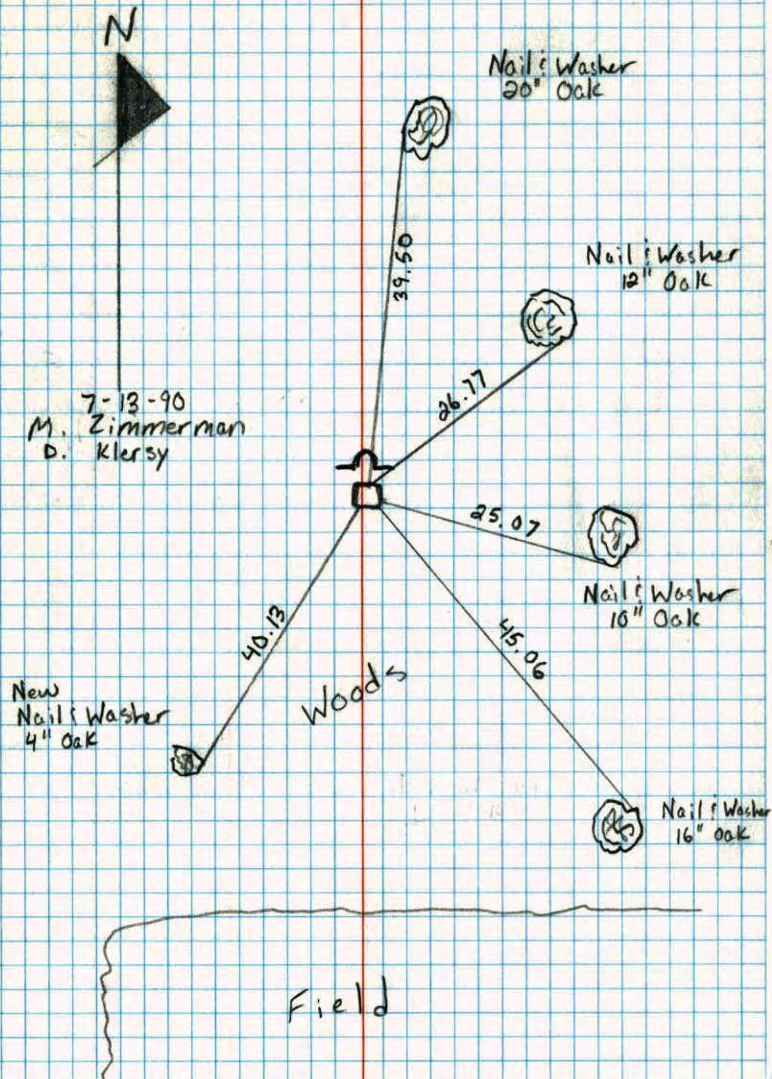 N
Nail & Washer
20" Oak
39.50
Nail & Washer
12" Oak
26.77
7-13-90
M. Zimmerman
D. Klersy
25.07
Nail & Washer
10" Oak
40.13
45.06
Woods
New
Nail & Washer
4" Oak
Nail & Washer
16" Oak
Field